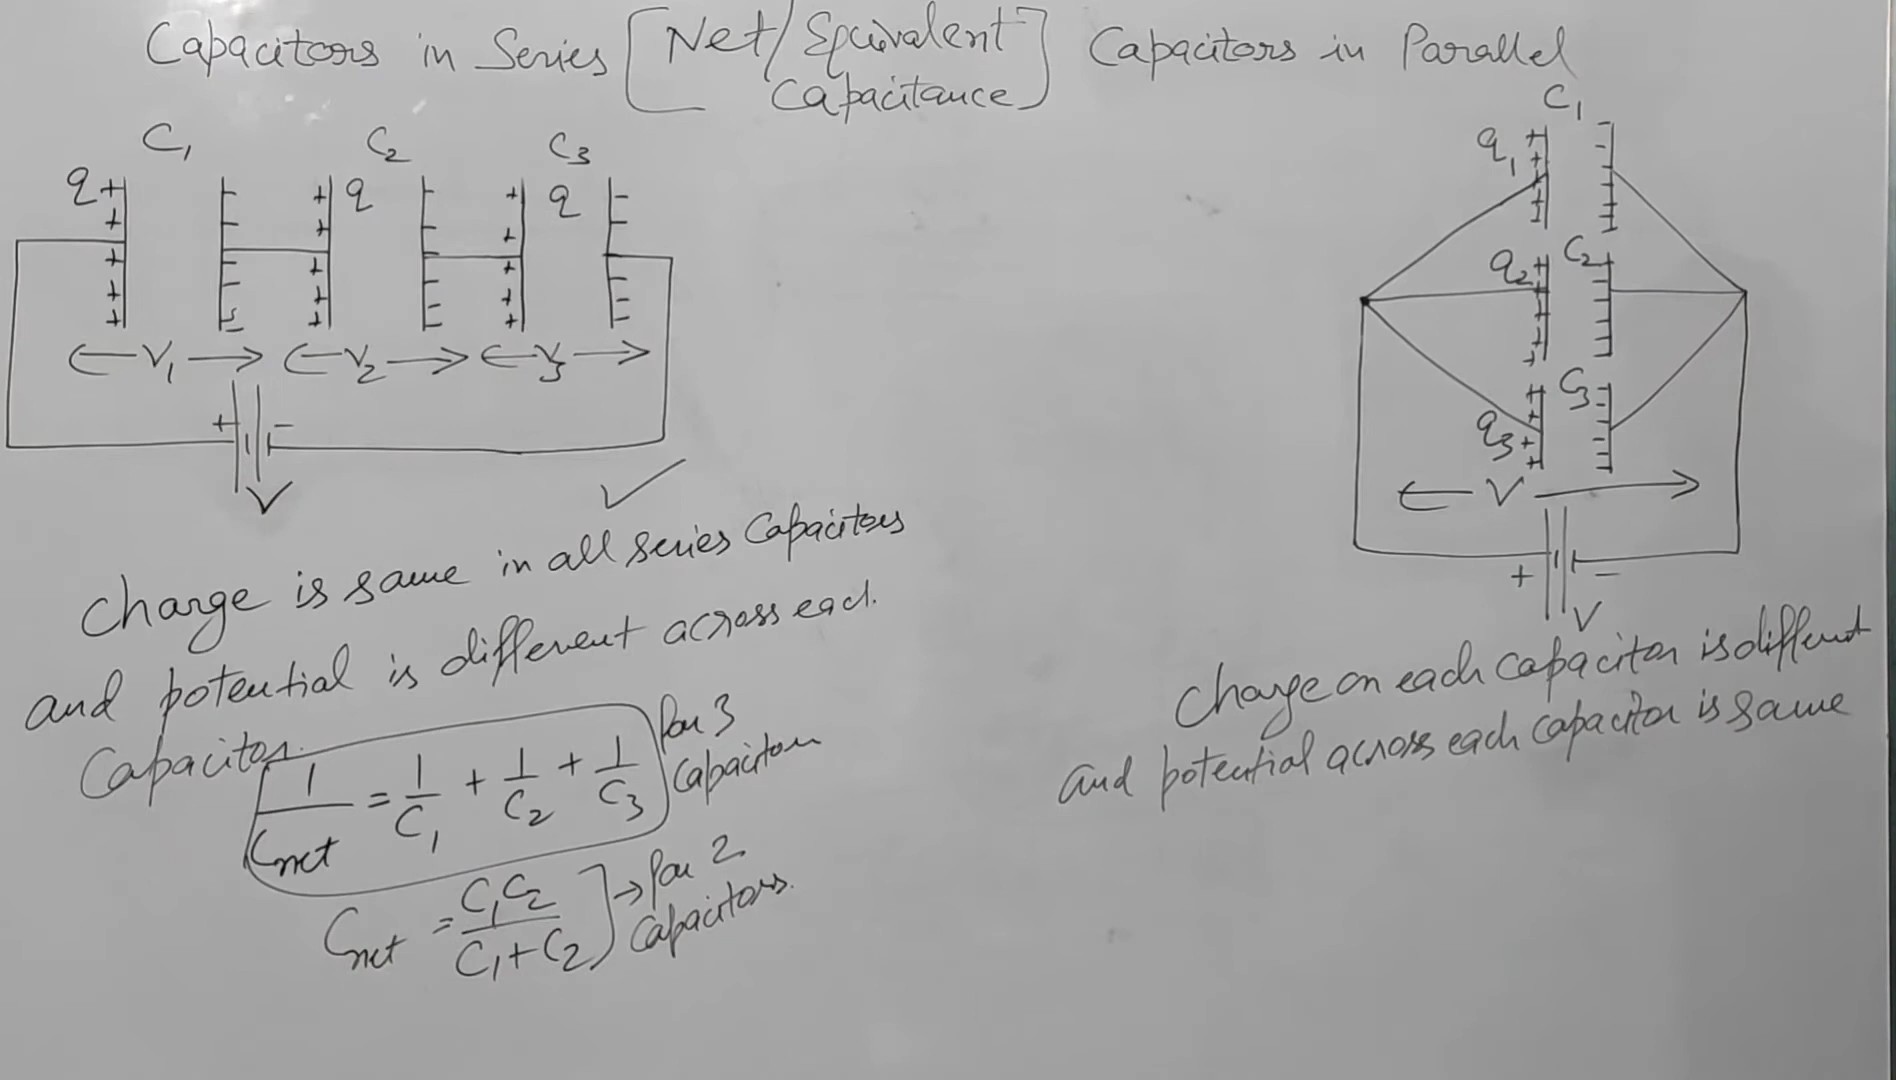 Capacitors in Series [Net/Equivalent Capacitance] Capacitors in Parallel
C₁ C₂ C₃
q + q + q
← V₁ → ← V₂ → ← V₃ →
+ -
V
Charge is same in all series Capacitors
and potential is different across each
Capacitor.
1/Cnet = 1/C₁ + 1/C₂ + 1/C₃ for 3 Capacitors
Cnet = C₁C₂/(C₁+C₂) ] → for 2 Capacitors.
C₁
q₁
q₂ C₂
C₃
q₃
← V →
+ -
V
Charge on each capacitor is different
and potential across each capacitor is same